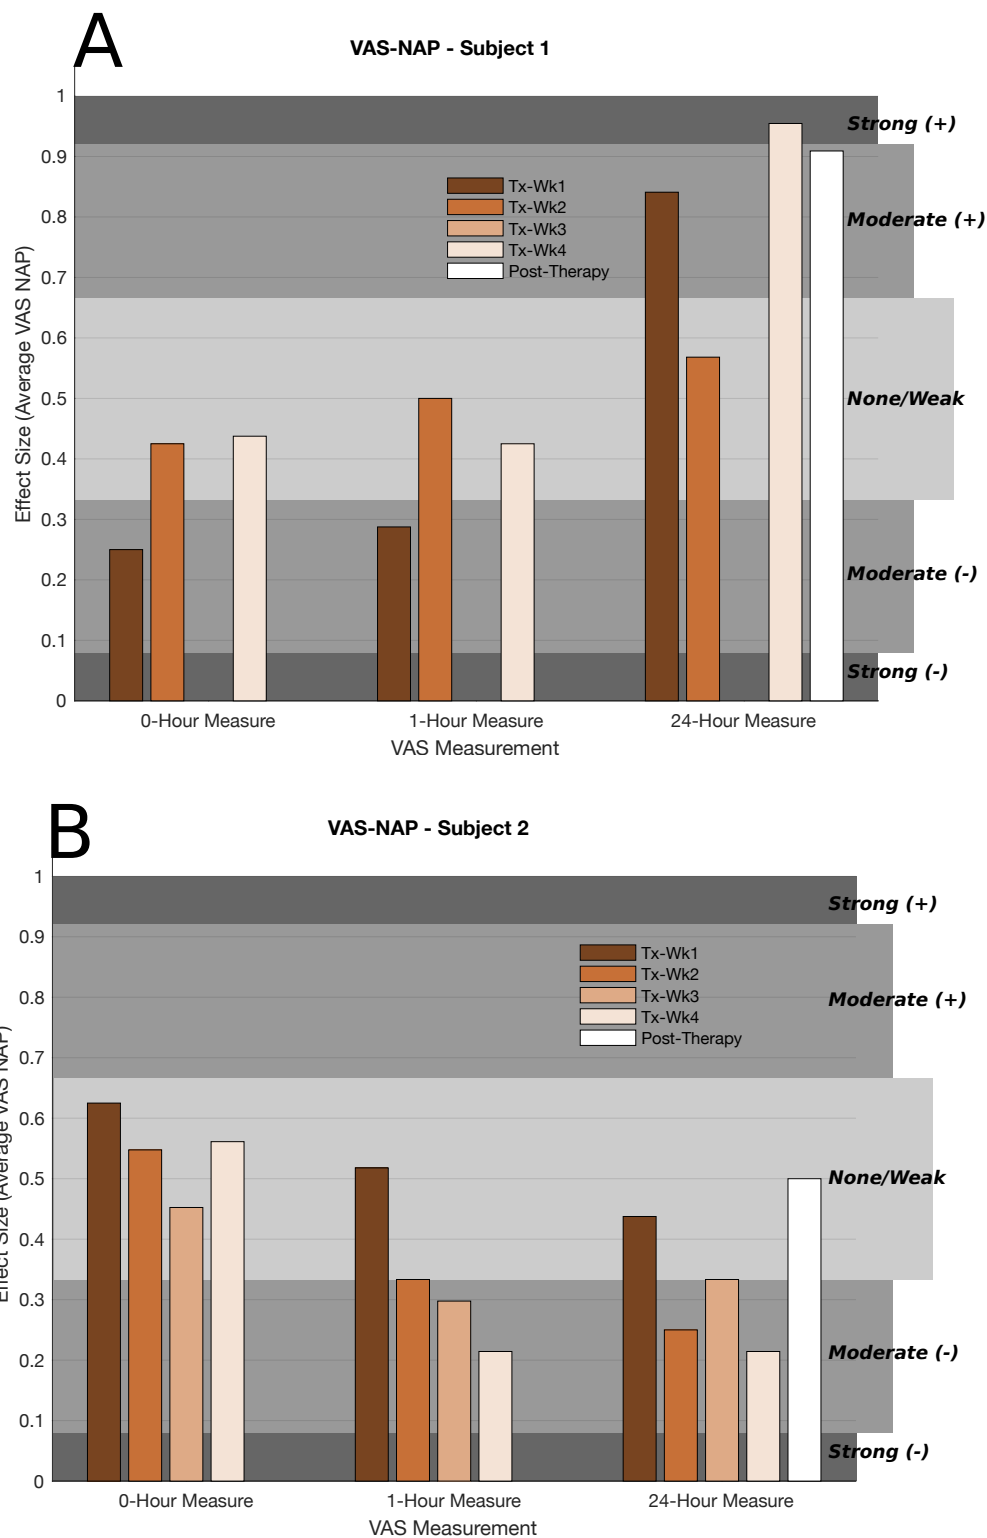 A
VAS-NAP - Subject 1
1
0.9
0.8
0.7
0.6
0.5
0.4
0.3
0.2
0.1
0
Effect Size (Average VAS NAP)
Tx-Wk1
Tx-Wk2
Tx-Wk3
Tx-Wk4
Post-Therapy
Strong (+)
Moderate (+)
None/Weak
Moderate (-)
Strong (-)
0-Hour Measure
1-Hour Measure
24-Hour Measure
VAS Measurement
B
VAS-NAP - Subject 2
1
0.9
0.8
0.7
0.6
0.5
0.4
0.3
0.2
0.1
0
Effect Size (Average VAS NAP)
Tx-Wk1
Tx-Wk2
Tx-Wk3
Tx-Wk4
Post-Therapy
Strong (+)
Moderate (+)
None/Weak
Moderate (-)
Strong (-)
0-Hour Measure
1-Hour Measure
24-Hour Measure
VAS Measurement